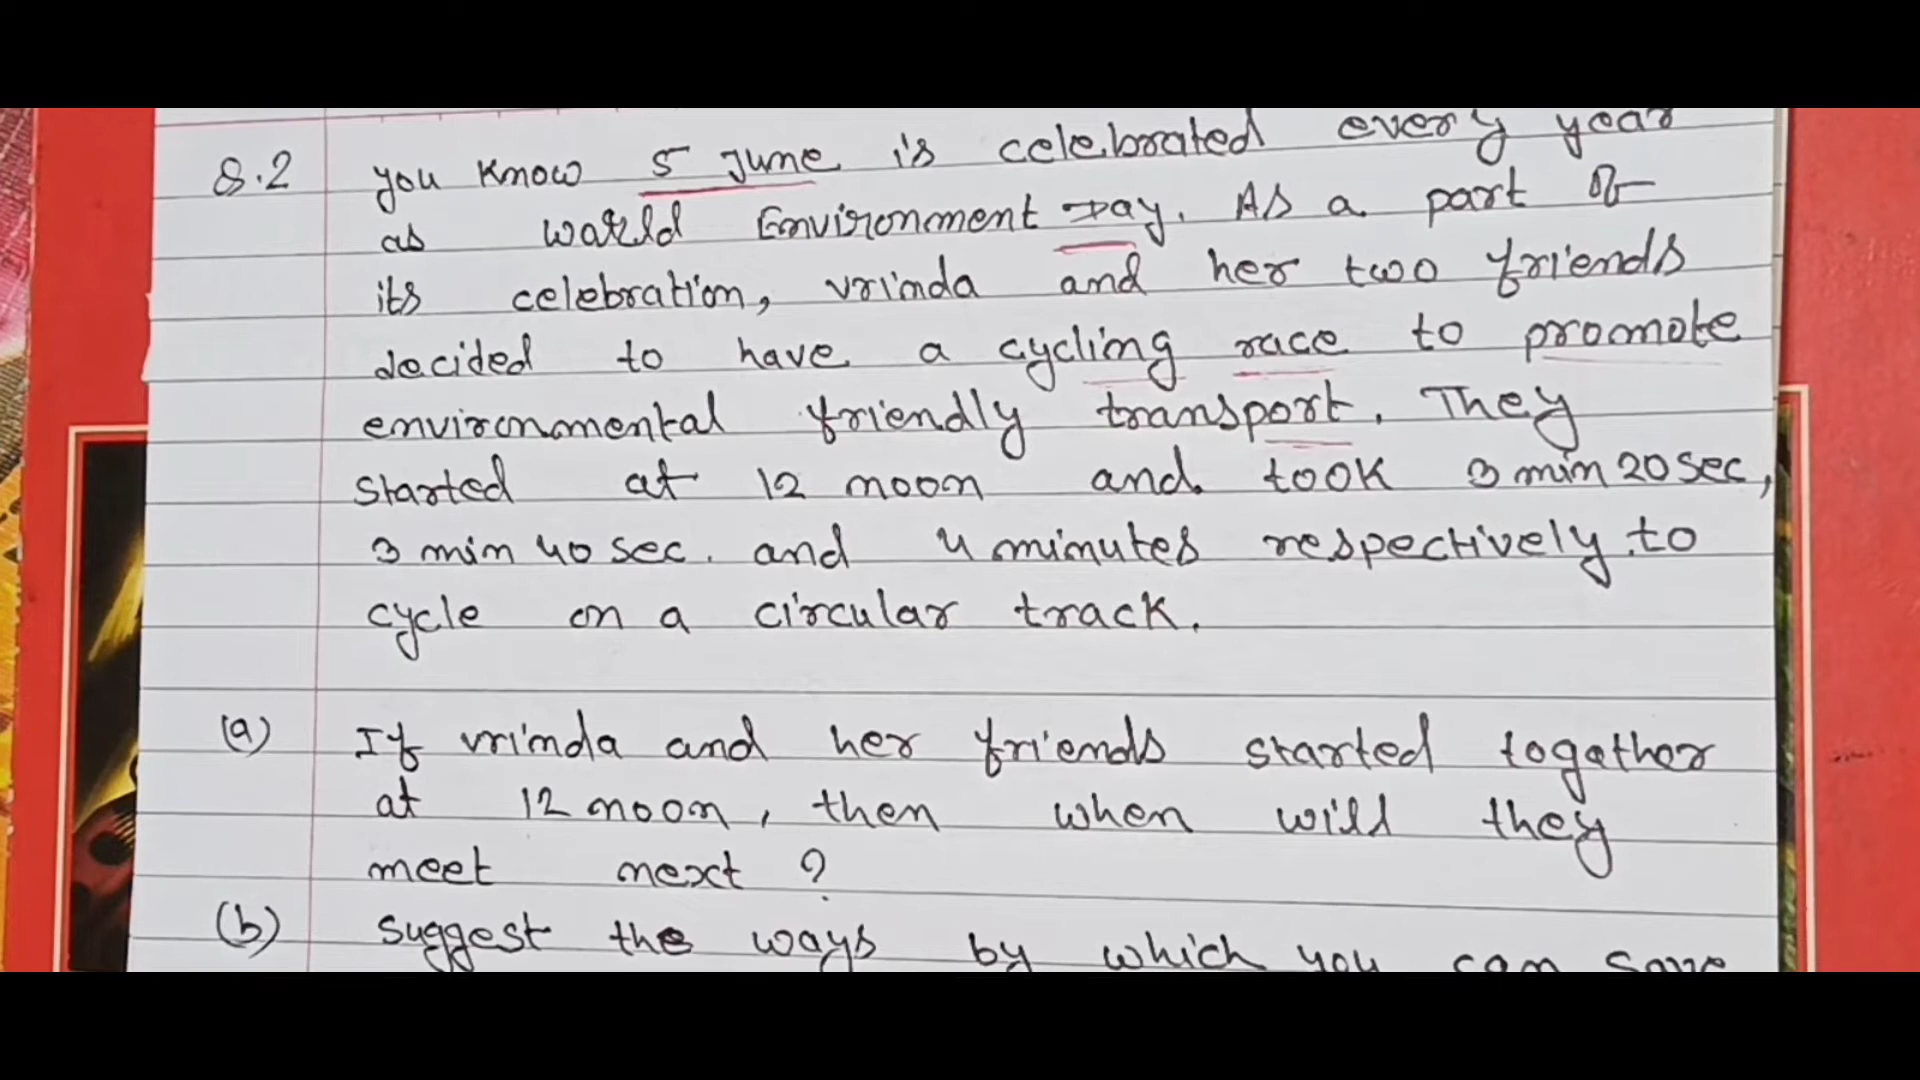 Q.2 you know 5 June is celebrated every year
as world Environment Day. As a part of
its celebration, vrinda and her two friends
decided to have a cycling race to promote
environmental friendly transport. They
started at 12 noon and took 3 min 20 sec,
3 min 40 sec. and 4 minutes respectively to
cycle on a circular track.
(a) If vrinda and her friends started together
at 12 noon, then when will they
meet next ?
(b) suggest the ways by which you can save